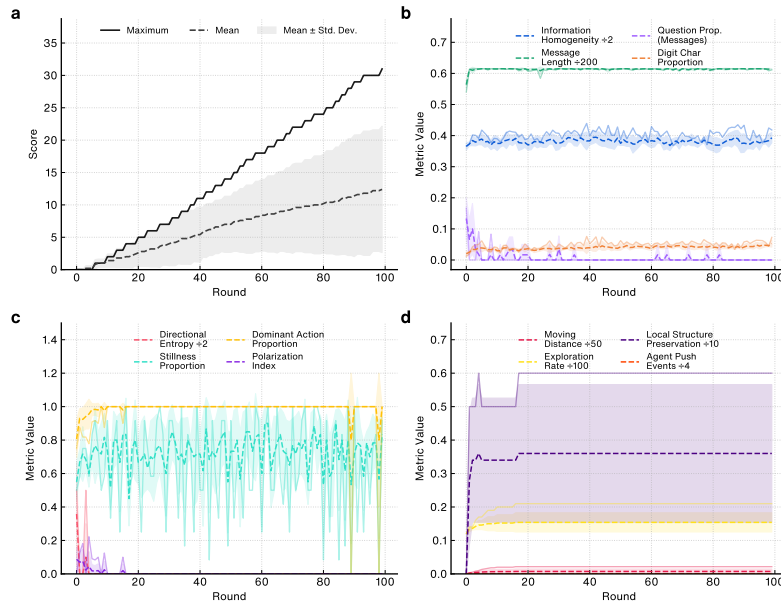 a
Maximum
Mean
Mean ± Std. Dev.
35
30
25
20
15
10
5
0
Score
0
20
40
60
80
100
Round
b
Information
Homogeneity ÷2
Message
Length ÷200
Question Prop.
(Messages)
Digit Char
Proportion
0.7
0.6
0.5
0.4
0.3
0.2
0.1
0.0
Metric Value
0
20
40
60
80
100
Round
c
Directional
Entropy ÷2
Stillness
Proportion
Dominant Action
Proportion
Polarization
Index
1.4
1.2
1.0
0.8
0.6
0.4
0.2
0.0
Metric Value
0
20
40
60
80
100
Round
d
Moving
Distance ÷50
Exploration
Rate ÷100
Local Structure
Preservation ÷10
Agent Push
Events ÷4
0.7
0.6
0.5
0.4
0.3
0.2
0.1
0.0
Metric Value
0
20
40
60
80
100
Round